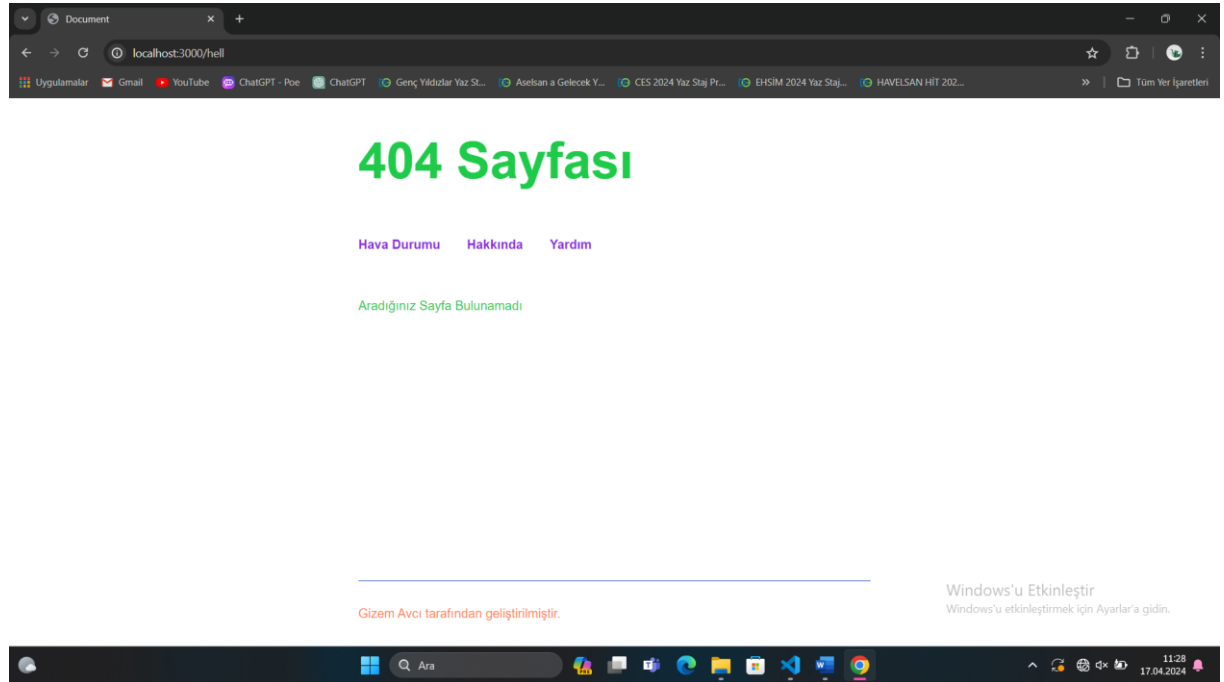 Document
localhost:3000/hell
Uygulamalar Gmail YouTube ChatGPT - Poe ChatGPT Genç Yıldızlar Yaz St... Aselsan a Gelecek Y... CES 2024 Yaz Staj Pr... EHSİM 2024 Yaz Staj... HAVELSAN HİT 202... Tüm Yer İşaretleri
404 Sayfası
Hava Durumu Hakkında Yardım
Aradığınız Sayfa Bulunamadı
Windows'u Etkinleştir
Windows'u etkinleştirmek için Ayarlar'a gidin.
Gizem Avcı tarafından geliştirilmiştir.
Ara
11:28
17.04.2024